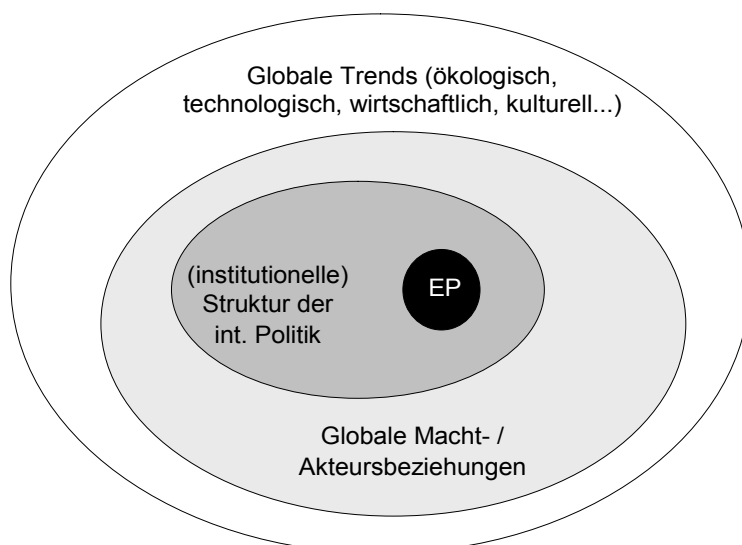 Globale Trends (ökologisch,
technologisch, wirtschaftlich, kulturell...)
(institutionelle)
Struktur der
int. Politik
EP
Globale Macht- /
Akteursbeziehungen